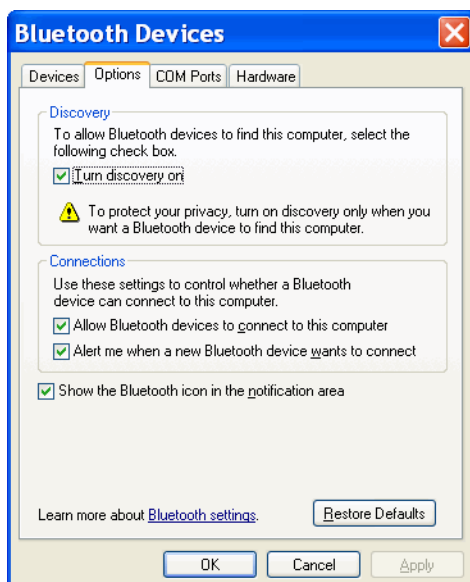 Bluetooth Devices
Devices Options COM Ports Hardware
Discovery
To allow Bluetooth devices to find this computer, select the
following check box.
Turn discovery on
To protect your privacy, turn on discovery only when you
want a Bluetooth device to find this computer.
Connections
Use these settings to control whether a Bluetooth
device can connect to this computer.
Allow Bluetooth devices to connect to this computer
Alert me when a new Bluetooth device wants to connect
Show the Bluetooth icon in the notification area
Learn more about Bluetooth settings. Restore Defaults
OK Cancel Apply